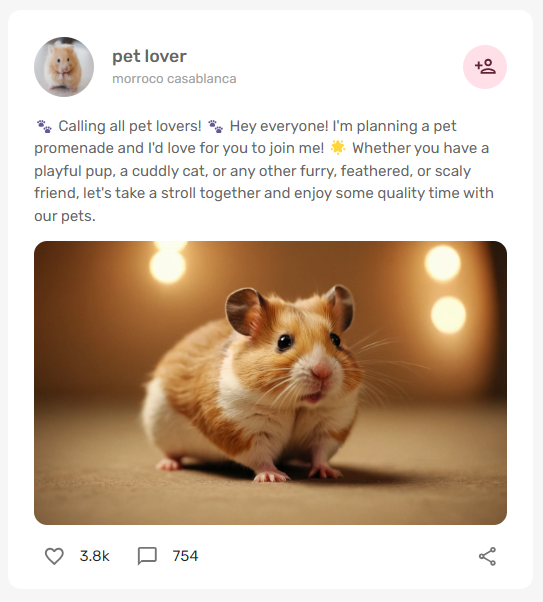 pet lover
morroco casablanca
🐾 Calling all pet lovers! 🐾 Hey everyone! I'm planning a pet
promenade and I'd love for you to join me! 🌟 Whether you have a
playful pup, a cuddly cat, or any other furry, feathered, or scaly
friend, let's take a stroll together and enjoy some quality time with
our pets.
3.8k 754